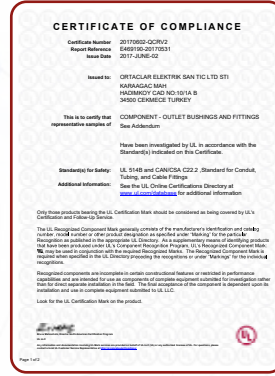 CERTIFICATE OF COMPLIANCE
Certificate Number 20170602-QCRV2
Report Reference E469190-20170531
Issue Date 2017-JUNE-02
Issued to: ORTACLAR ELEKTRIK SAN TIC LTD STI
KARAAGAC MAH
HADIMKOY CAD NO:10/1A B
34500 CEKMECE TURKEY
This is to certify that COMPONENT - OUTLET BUSHINGS AND FITTINGS
representative samples of See Addendum
Have been investigated by UL in accordance with the
Standard(s) indicated on this Certificate.
Standard(s) for Safety: UL 514B and CAN/CSA C22.2 ,Standard for Conduit,
Tubing, and Cable Fittings
Additional Information: See the UL Online Certifications Directory at
www.ul.com/database for additional information
Only those products bearing the UL Certification Mark should be considered as being covered by UL's
Certification and Follow-Up Service.
The UL Recognized Component Mark generally consists of the manufacturer's identification and catalog
number, model number or other product designation as specified under "Marking" for the particular
Recognition as published in the appropriate UL Directory. As a supplementary means of identifying products
that have been produced under UL's Component Recognition Program, UL's Recognized Component Mark:
may be used in conjunction with the required Recognized Marks. The Recognized Component Mark is
required when specified in the UL Directory preceding the recognitions or under "Markings" for the individual
recognitions.
Recognized components are incomplete in certain constructional features or restricted in performance
capabilities and are intended for use as components of complete equipment submitted for investigation rather
than for direct separate installation in the field. The final acceptance of the component is dependent upon its
installation and use in complete equipment submitted to UL LLC.
Look for the UL Certification Mark on the product.
UL
Page 1 of 2